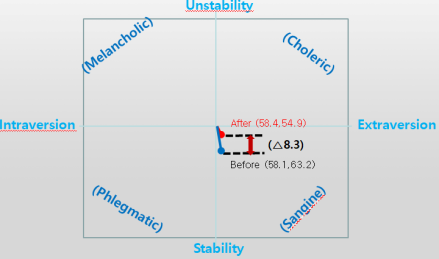 Unstability
(Melancholic)
(Choleric)
Intraversion
After (58.4,54.9)
Extraversion
(△8.3)
Before (58.1,63.2)
(Phlegmatic)
(Sangine)
Stability